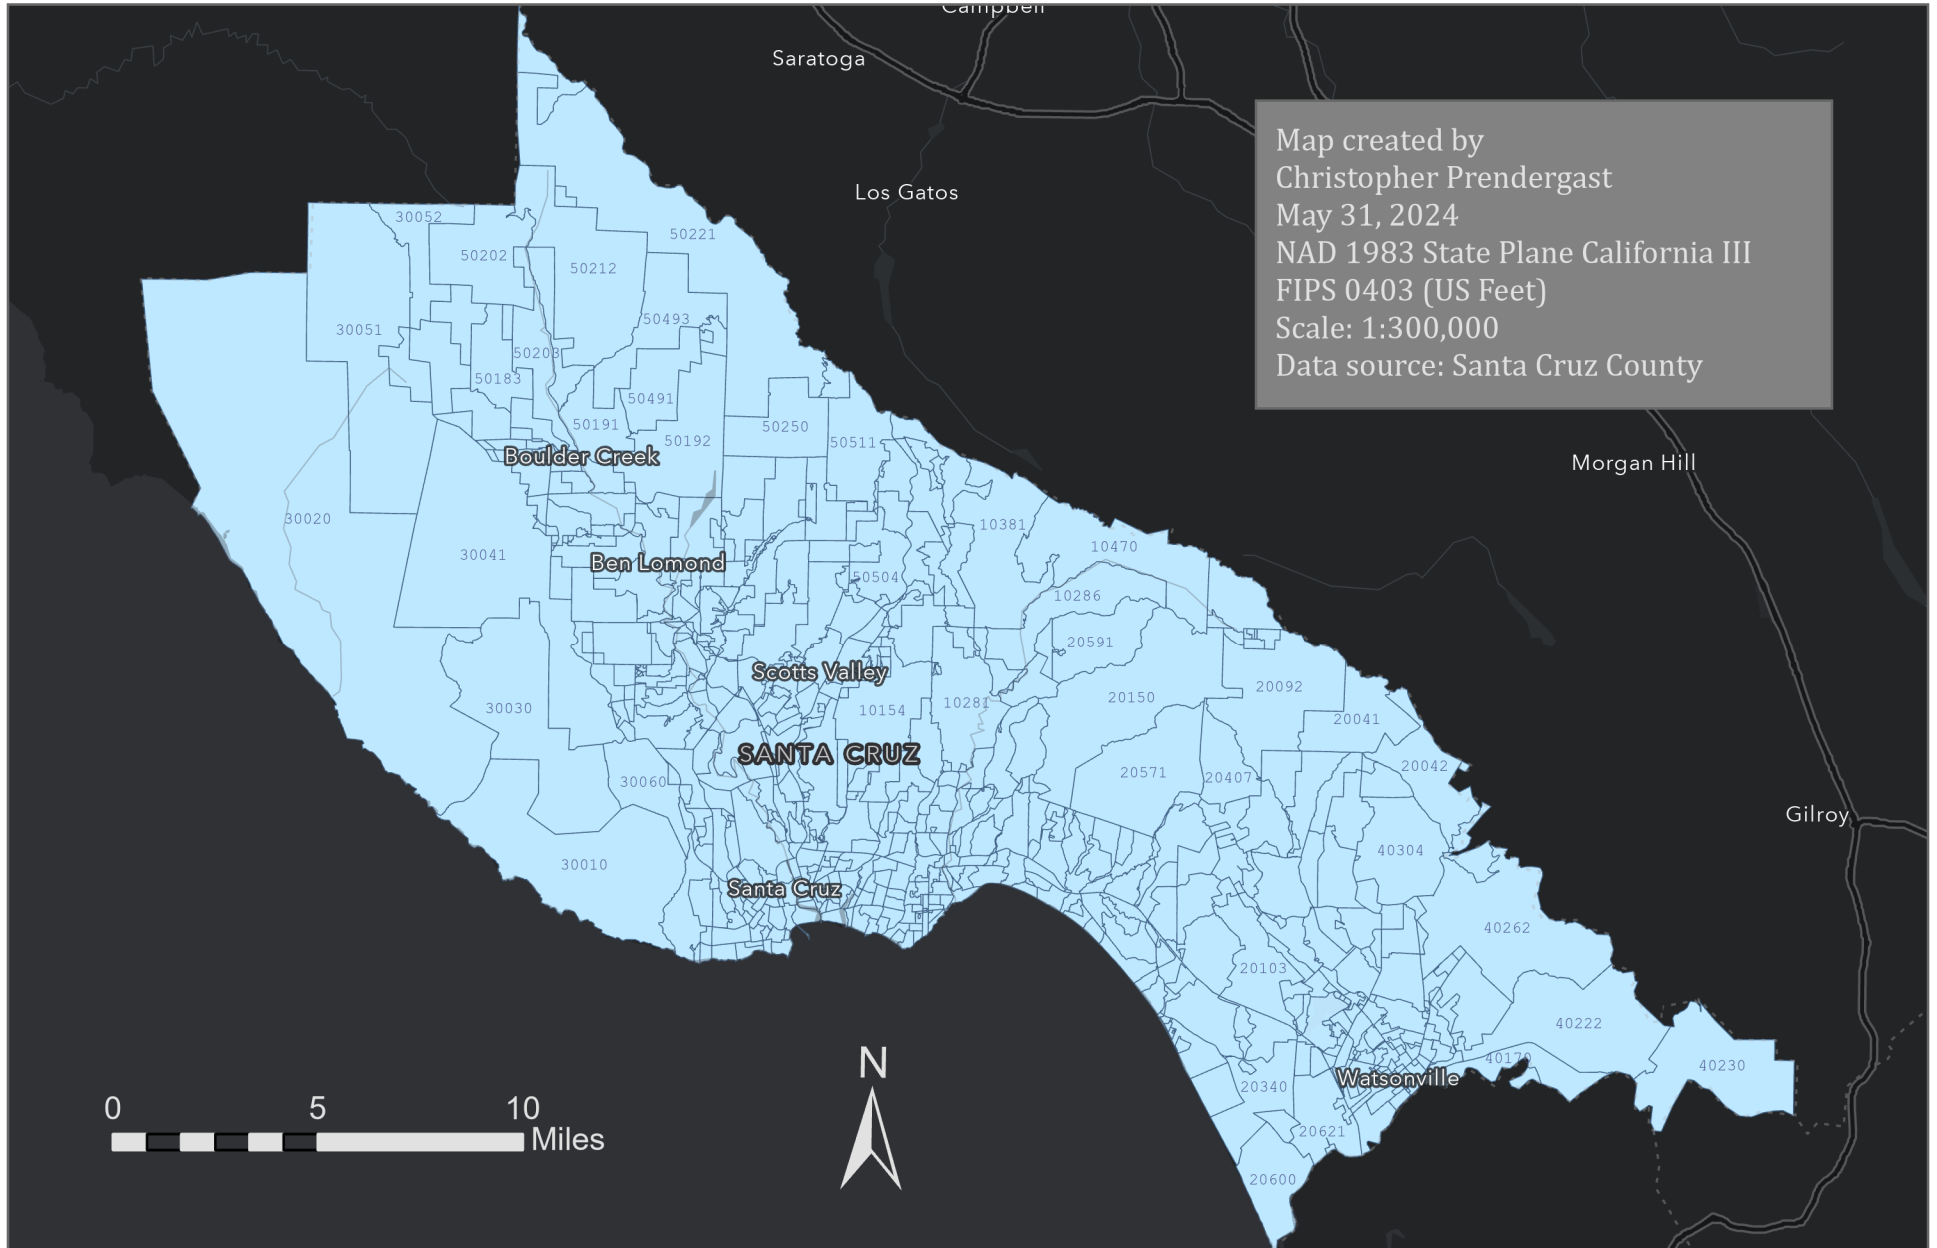 Campbell
Saratoga
Map created by
Christopher Prendergast
May 31, 2024
NAD 1983 State Plane California III
FIPS 0403 (US Feet)
Scale: 1:300,000
Data source: Santa Cruz County
Los Gatos
30052
50221
50202
50212
50493
30051
50203
50183
50491
50191
50192
50250
50511
Boulder Creek
Morgan Hill
30020
10381
30041
10470
Ben Lomond
50504
10286
20591
Scotts Valley
20092
20150
30030
10154
10281
20041
SANTA CRUZ
20042
30060
20571
20407
Gilroy
40304
30010
Santa Cruz
40262
20103
40222
N
40170
40230
Watsonville
20340
0 5 10
Miles
20621
20600